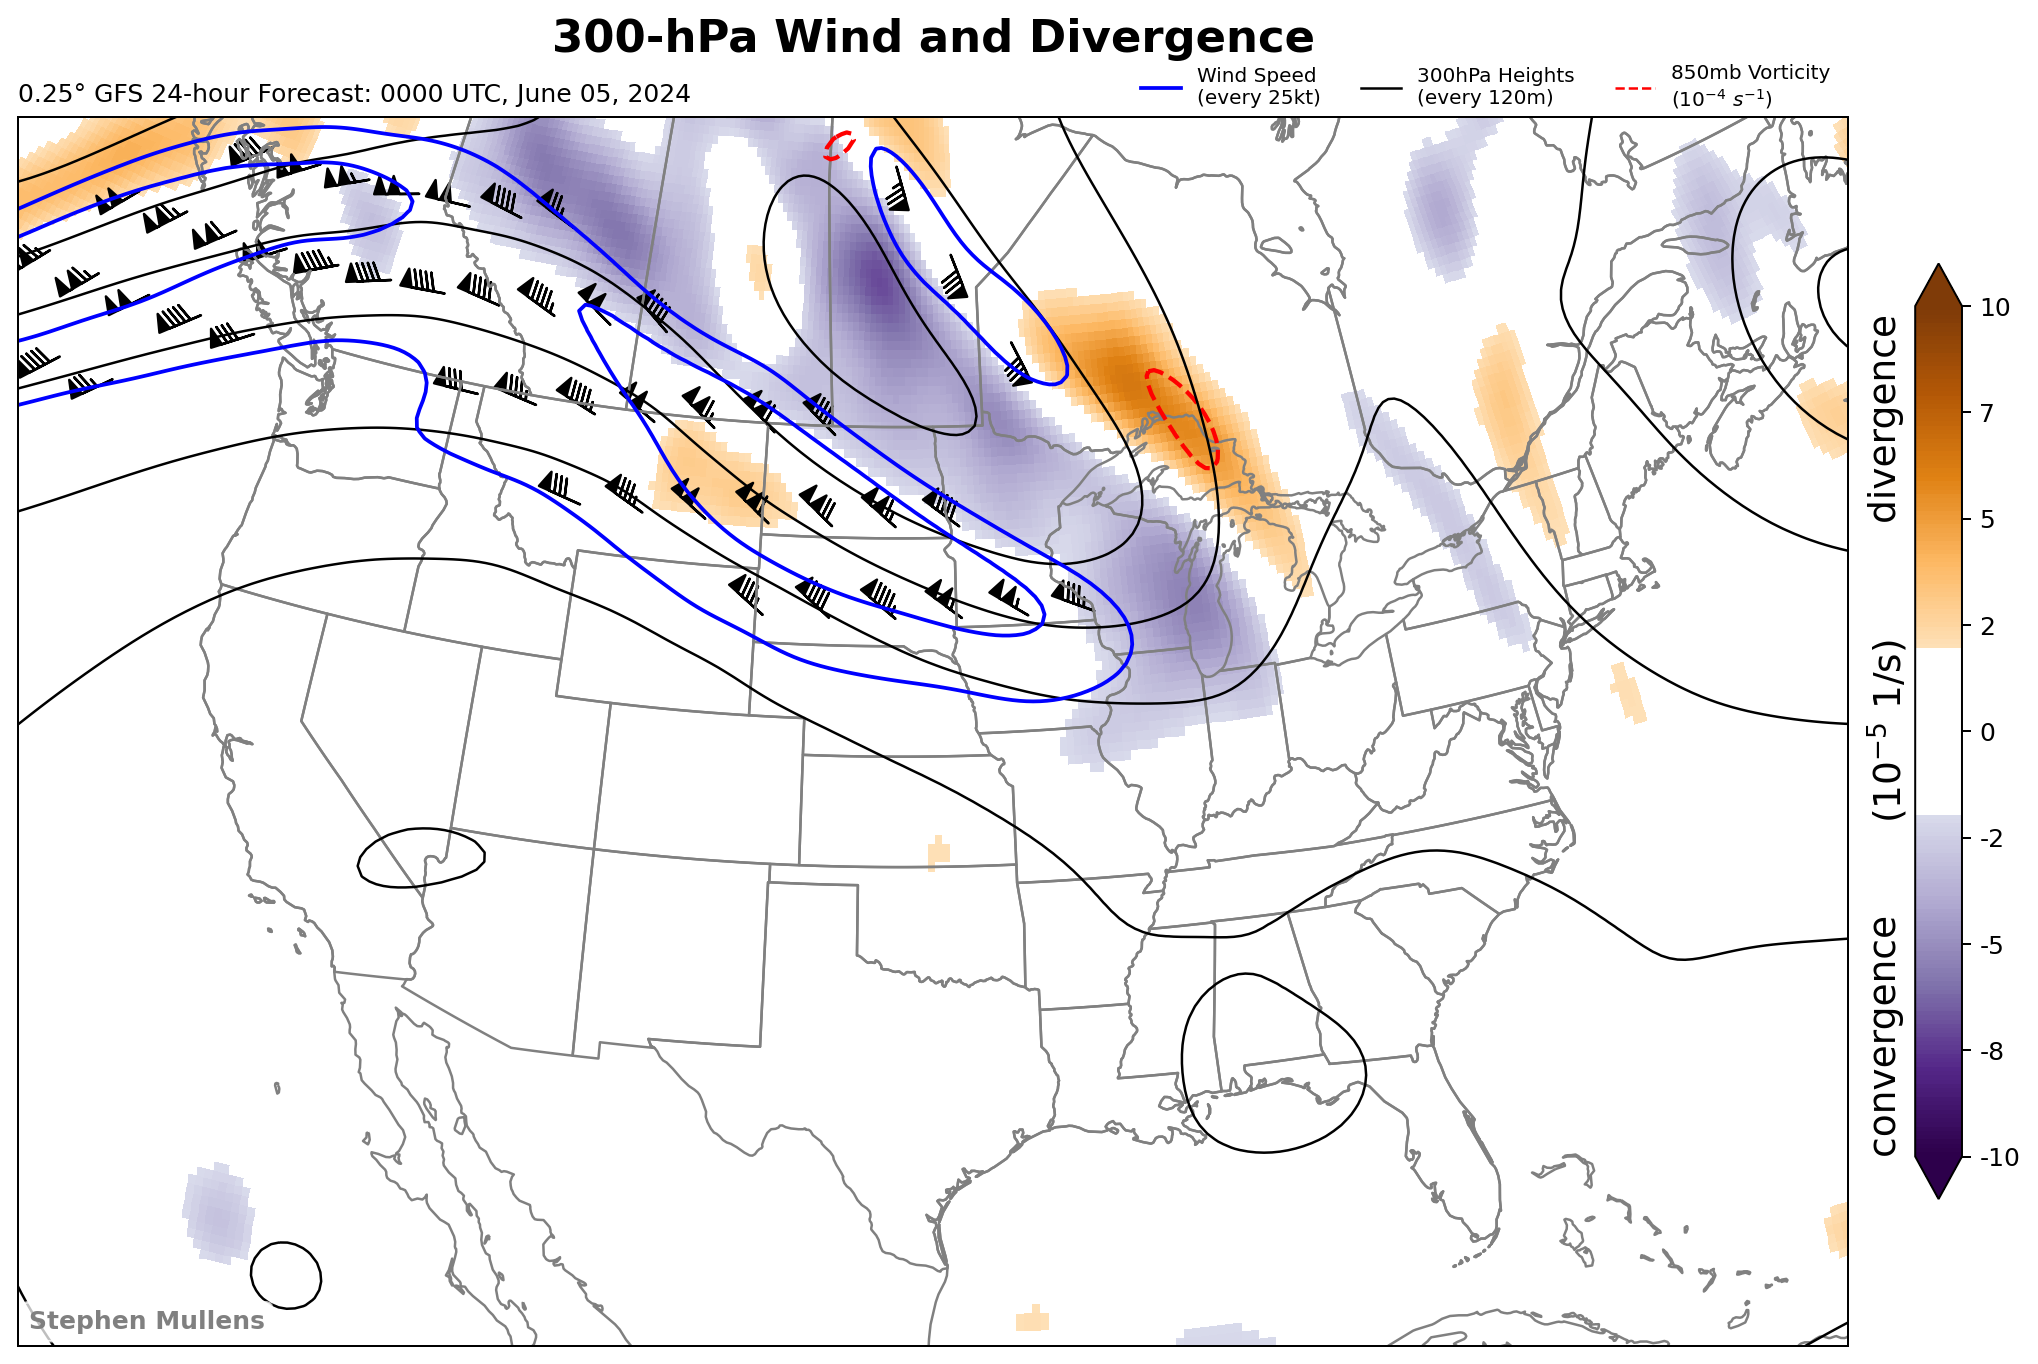 300-hPa Wind and Divergence
0.25° GFS 24-hour Forecast: 0000 UTC, June 05, 2024
Wind Speed
(every 25kt)
300hPa Heights
(every 120m)
850mb Vorticity
(10⁻⁴ s⁻¹)
10
7
5
2
0
-2
-5
-8
-10
convergence (10⁻⁵ 1/s) divergence
Stephen Mullens